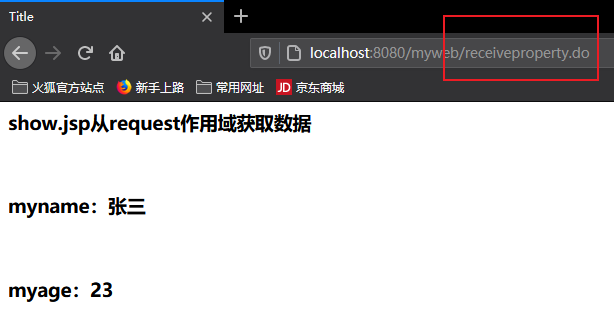 Title
localhost:8080/myweb/receiveproperty.do
火狐官方站点 新手上路 常用网址 JD 京东商城
show.jsp从request作用域获取数据
myname：张三
myage：23